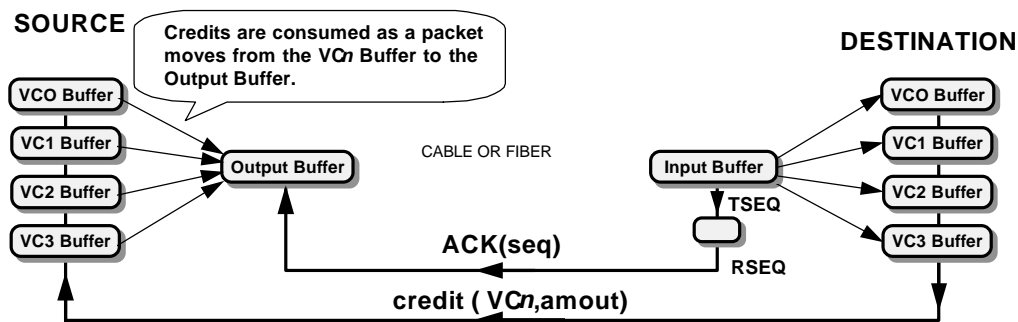 SOURCE
Credits are consumed as a packet
moves from the VCn Buffer to the
Output Buffer.
DESTINATION
VCO Buffer
VC1 Buffer
VC2 Buffer
VC3 Buffer
Output Buffer
CABLE OR FIBER
Input Buffer
VCO Buffer
VC1 Buffer
VC2 Buffer
VC3 Buffer
TSEQ
RSEQ
ACK(seq)
credit ( VCn,amout)